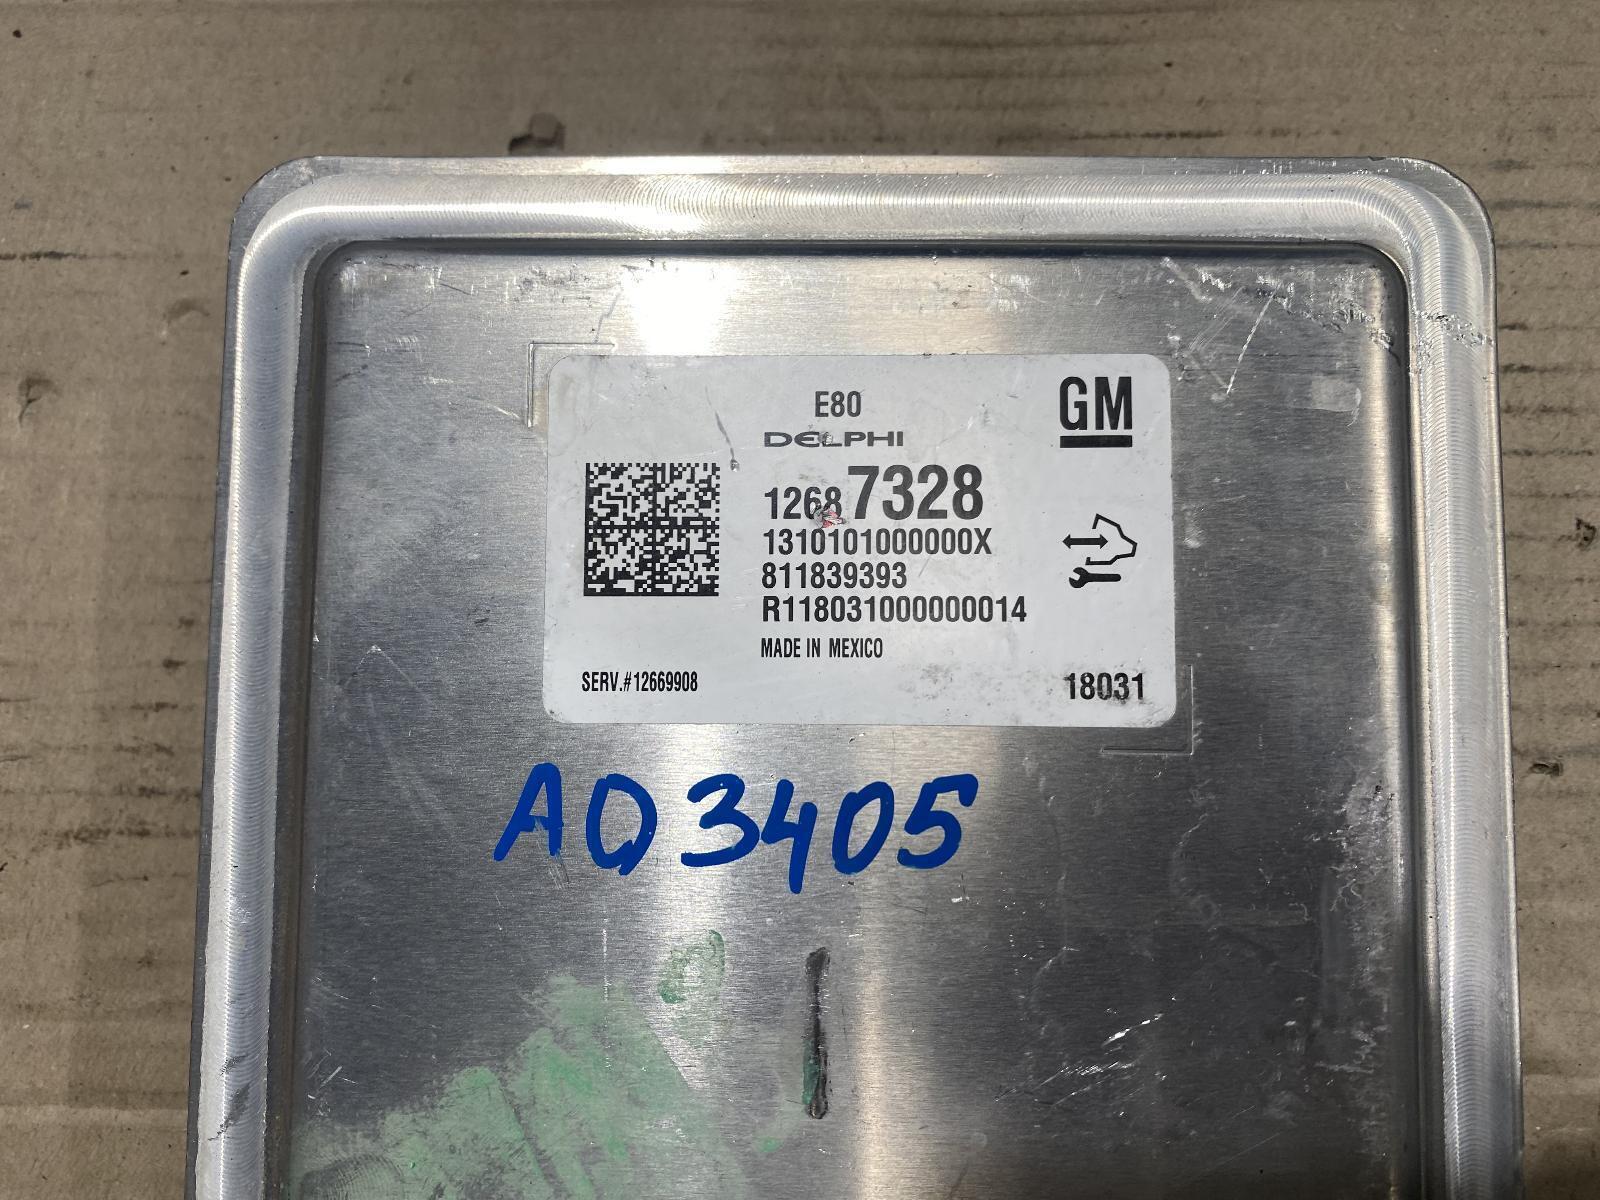 E80
GM
DELPHI
12687328
1310101000000X
811839393
R118031000000014
MADE IN MEXICO
SERV.#12669908
18031
AQ3405